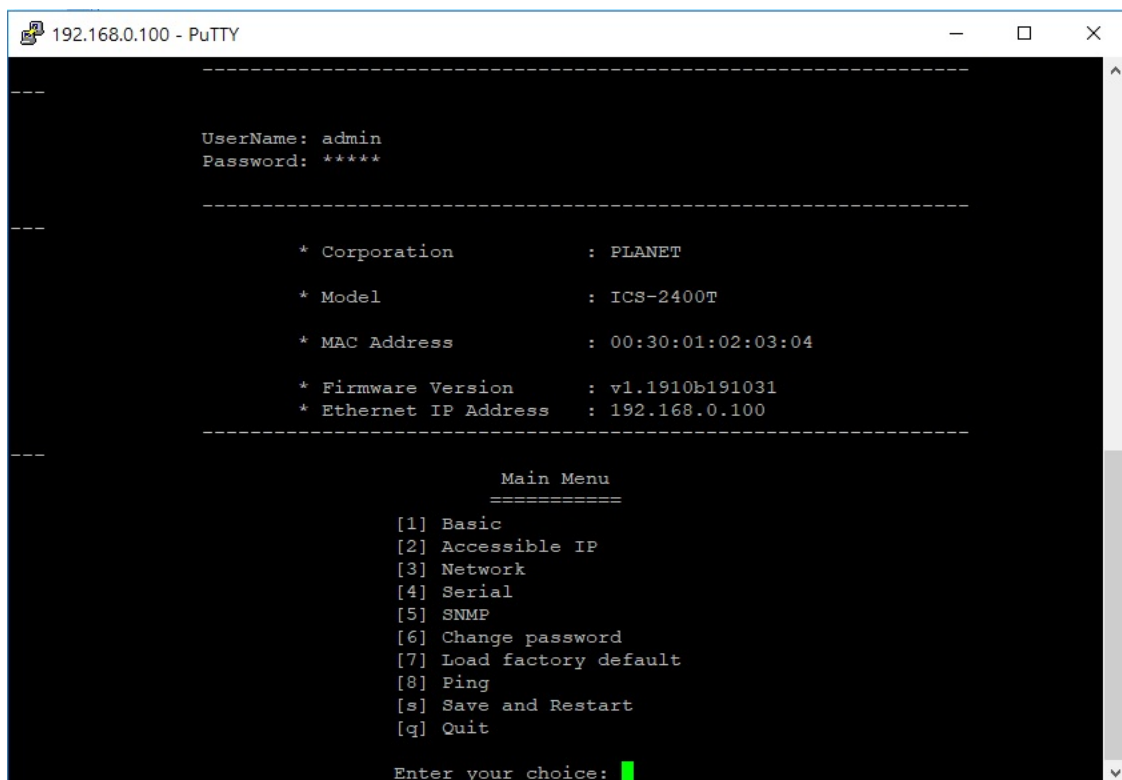 192.168.0.100 - PuTTY
----------------------------------------------------------------
---
UserName: admin
Password: *****
----------------------------------------------------------------
---
* Corporation : PLANET
* Model : ICS-2400T
* MAC Address : 00:30:01:02:03:04
* Firmware Version : v1.1910b191031
* Ethernet IP Address : 192.168.0.100
----------------------------------------------------------------
---
Main Menu
===========
[1] Basic
[2] Accessible IP
[3] Network
[4] Serial
[5] SNMP
[6] Change password
[7] Load factory default
[8] Ping
[s] Save and Restart
[q] Quit
Enter your choice: